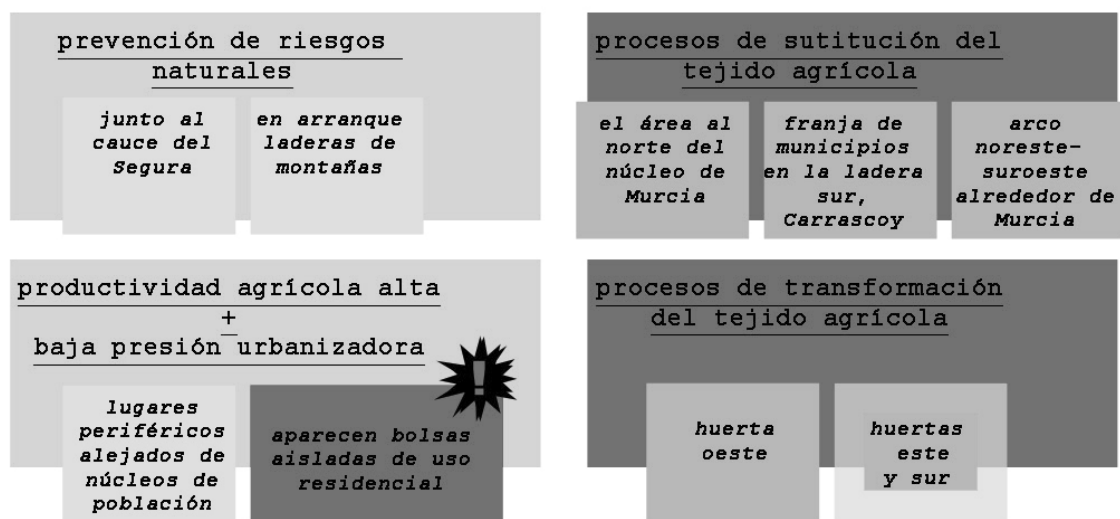 prevención de riesgos
naturales
junto al
cauce del
Segura
en arranque
laderas de
montañas
procesos de sutitución del
tejido agrícola
el área al
norte del
núcleo de
Murcia
franja de
municipios
en la ladera
sur,
Carrascoy
arco
noreste-
suroeste
alrededor de
Murcia
productividad agrícola alta
+
baja presión urbanizadora
!
lugares
periféricos
alejados de
núcleos de
población
aparecen bolsas
aisladas de uso
residencial
procesos de transformación
del tejido agrícola
huerta
oeste
huertas
este
y sur